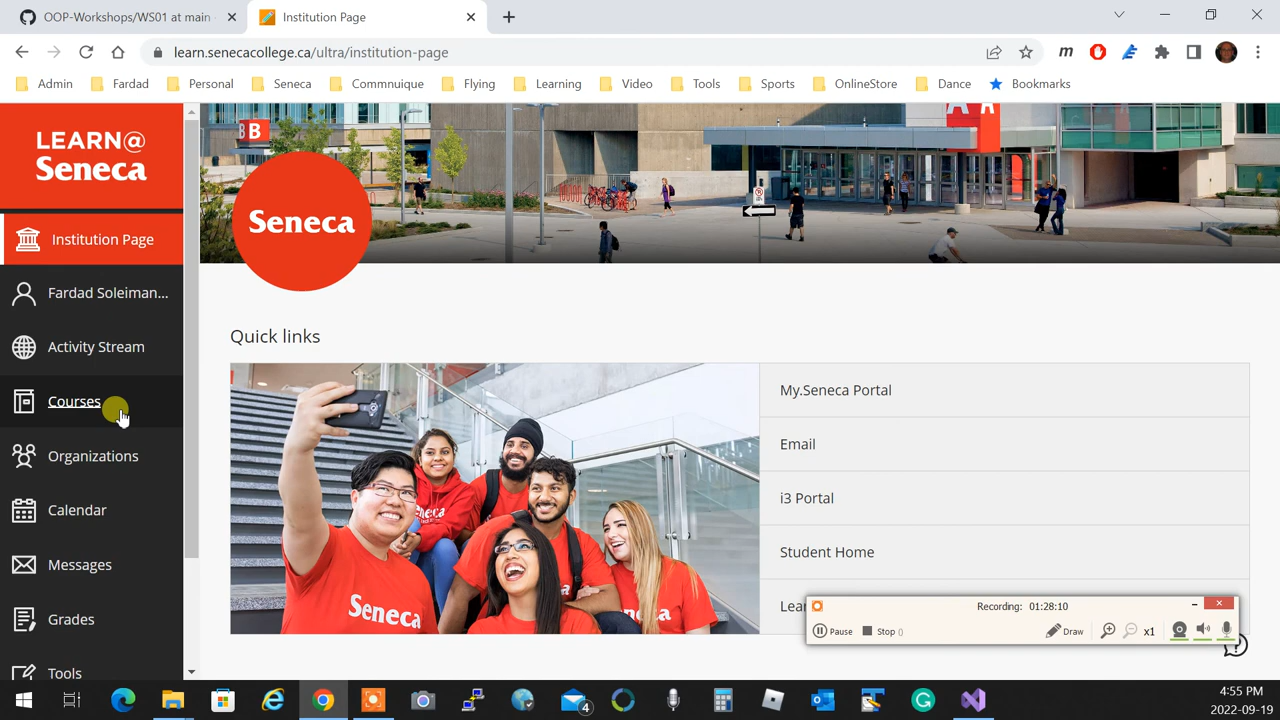 OOP-Workshops/WS01 at main
Institution Page
learn.senecacollege.ca/ultra/institution-page
m
Admin
Fardad
Personal
Seneca
Commnuique
Flying
Learning
Video
Tools
Sports
OnlineStore
Dance
Bookmarks
LEARN@
Seneca
Institution Page
Fardad Soleiman...
Activity Stream
Courses
Organizations
Calendar
Messages
Grades
Tools
B
B
A
A
Seneca
Quick links
Seneca
My.Seneca Portal
Email
i3 Portal
Student Home
Lear
Recording: 01:28:10
Pause
Stop ()
Draw
x1
4
4:55 PM
2022-09-19